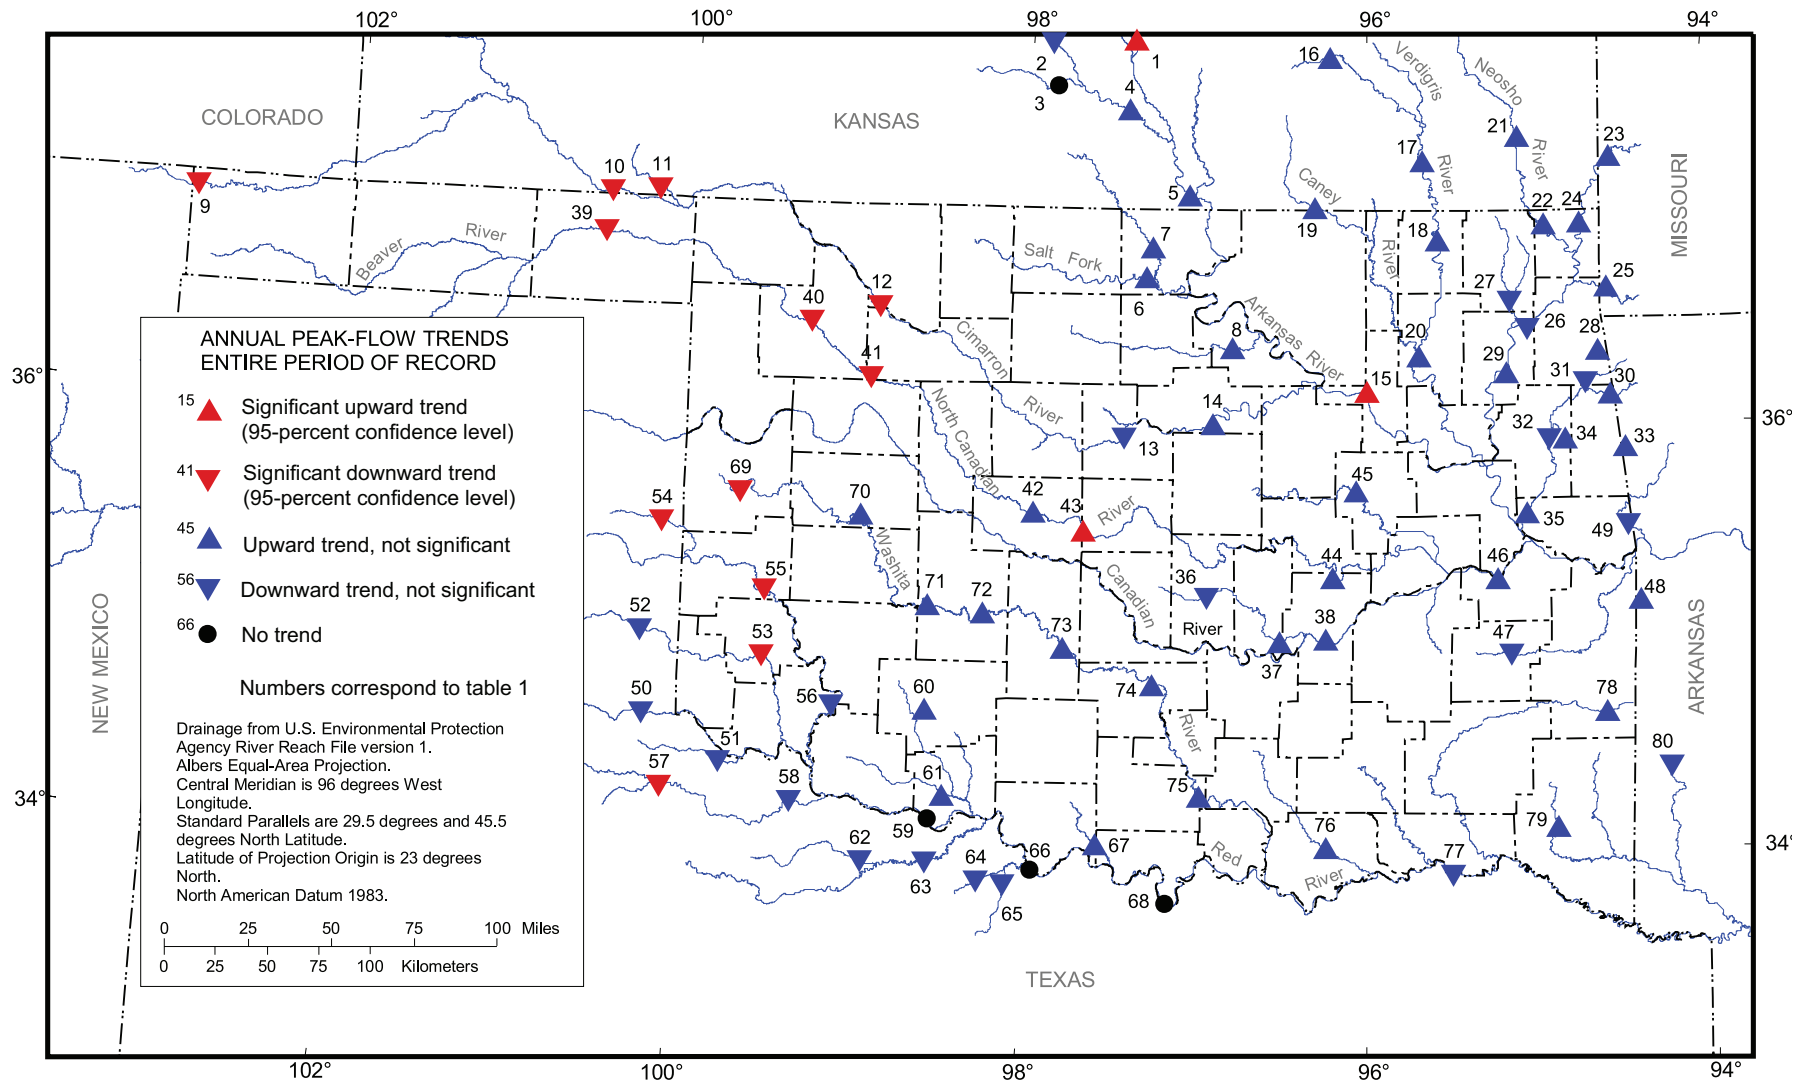 102°
100°
98°
96°
94°
COLORADO
KANSAS
MISSOURI
ARKANSAS
NEW MEXICO
TEXAS
36°
36°
34°
34°
1
2
3
4
5
6
7
8
9
10
11
12
13
14
15
16
17
18
19
20
21
22
23
24
25
26
27
28
29
30
31
32
33
34
35
36
37
38
39
40
41
42
43
44
45
46
47
48
49
50
51
52
53
54
55
56
57
58
59
60
61
62
63
64
65
66
67
68
69
70
71
72
73
74
75
76
77
78
79
80
Verdigris
River
Neosho
River
Caney
River
Beaver
River
Salt Fork
Arkansas River
Cimarron
River
North Canadian
River
Washita
River
Canadian
River
Red
River
ANNUAL PEAK-FLOW TRENDS
ENTIRE PERIOD OF RECORD
15 Significant upward trend
(95-percent confidence level)
41 Significant downward trend
(95-percent confidence level)
45 Upward trend, not significant
56 Downward trend, not significant
66 No trend
Numbers correspond to table 1
Drainage from U.S. Environmental Protection
Agency River Reach File version 1.
Albers Equal-Area Projection.
Central Meridian is 96 degrees West
Longitude.
Standard Parallels are 29.5 degrees and 45.5
degrees North Latitude.
Latitude of Projection Origin is 23 degrees
North.
North American Datum 1983.
0 25 50 75 100 Miles
0 25 50 75 100 Kilometers
102°
100°
98°
96°
94°